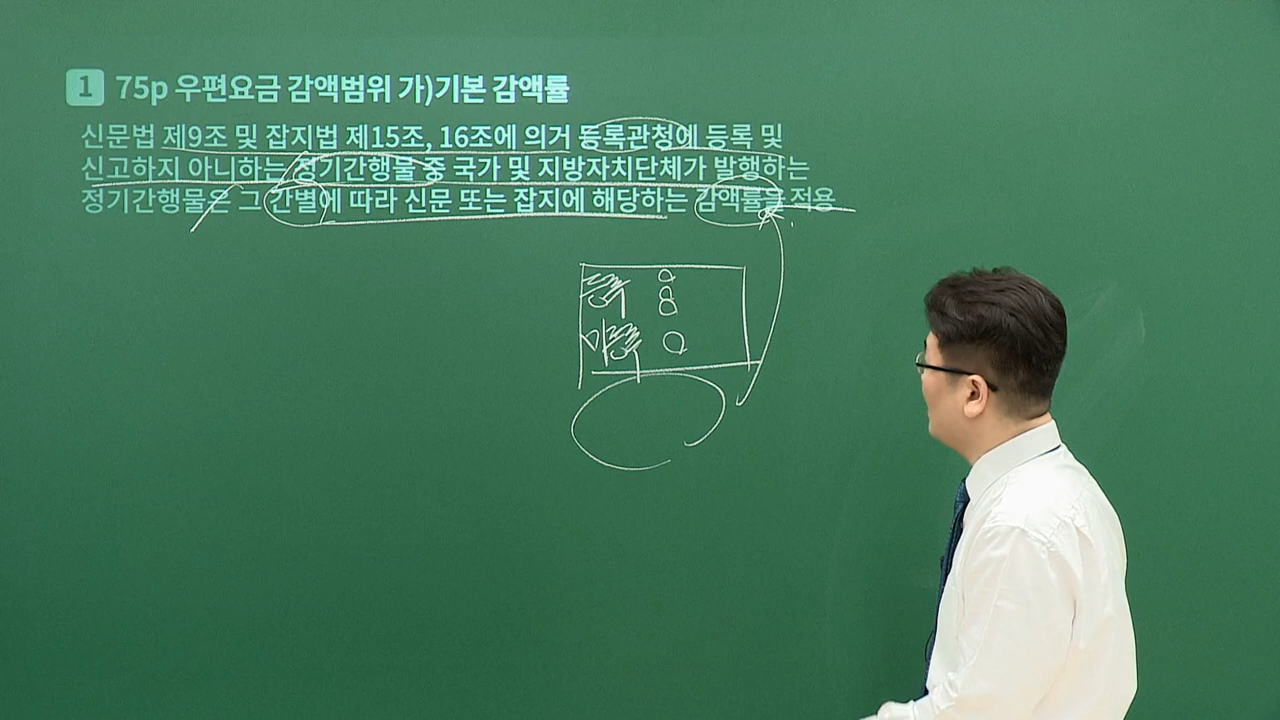 1 75p 우편요금 감액범위 가)기본 감액률
신문법 제9조 및 잡지법 제15조, 16조에 의거 등록관청에 등록 및
신고하지 아니하는 정기간행물 중 국가 및 지방자치단체가 발행하는
정기간행물은 그 간별에 따라 신문 또는 잡지에 해당하는 감액률을 적용